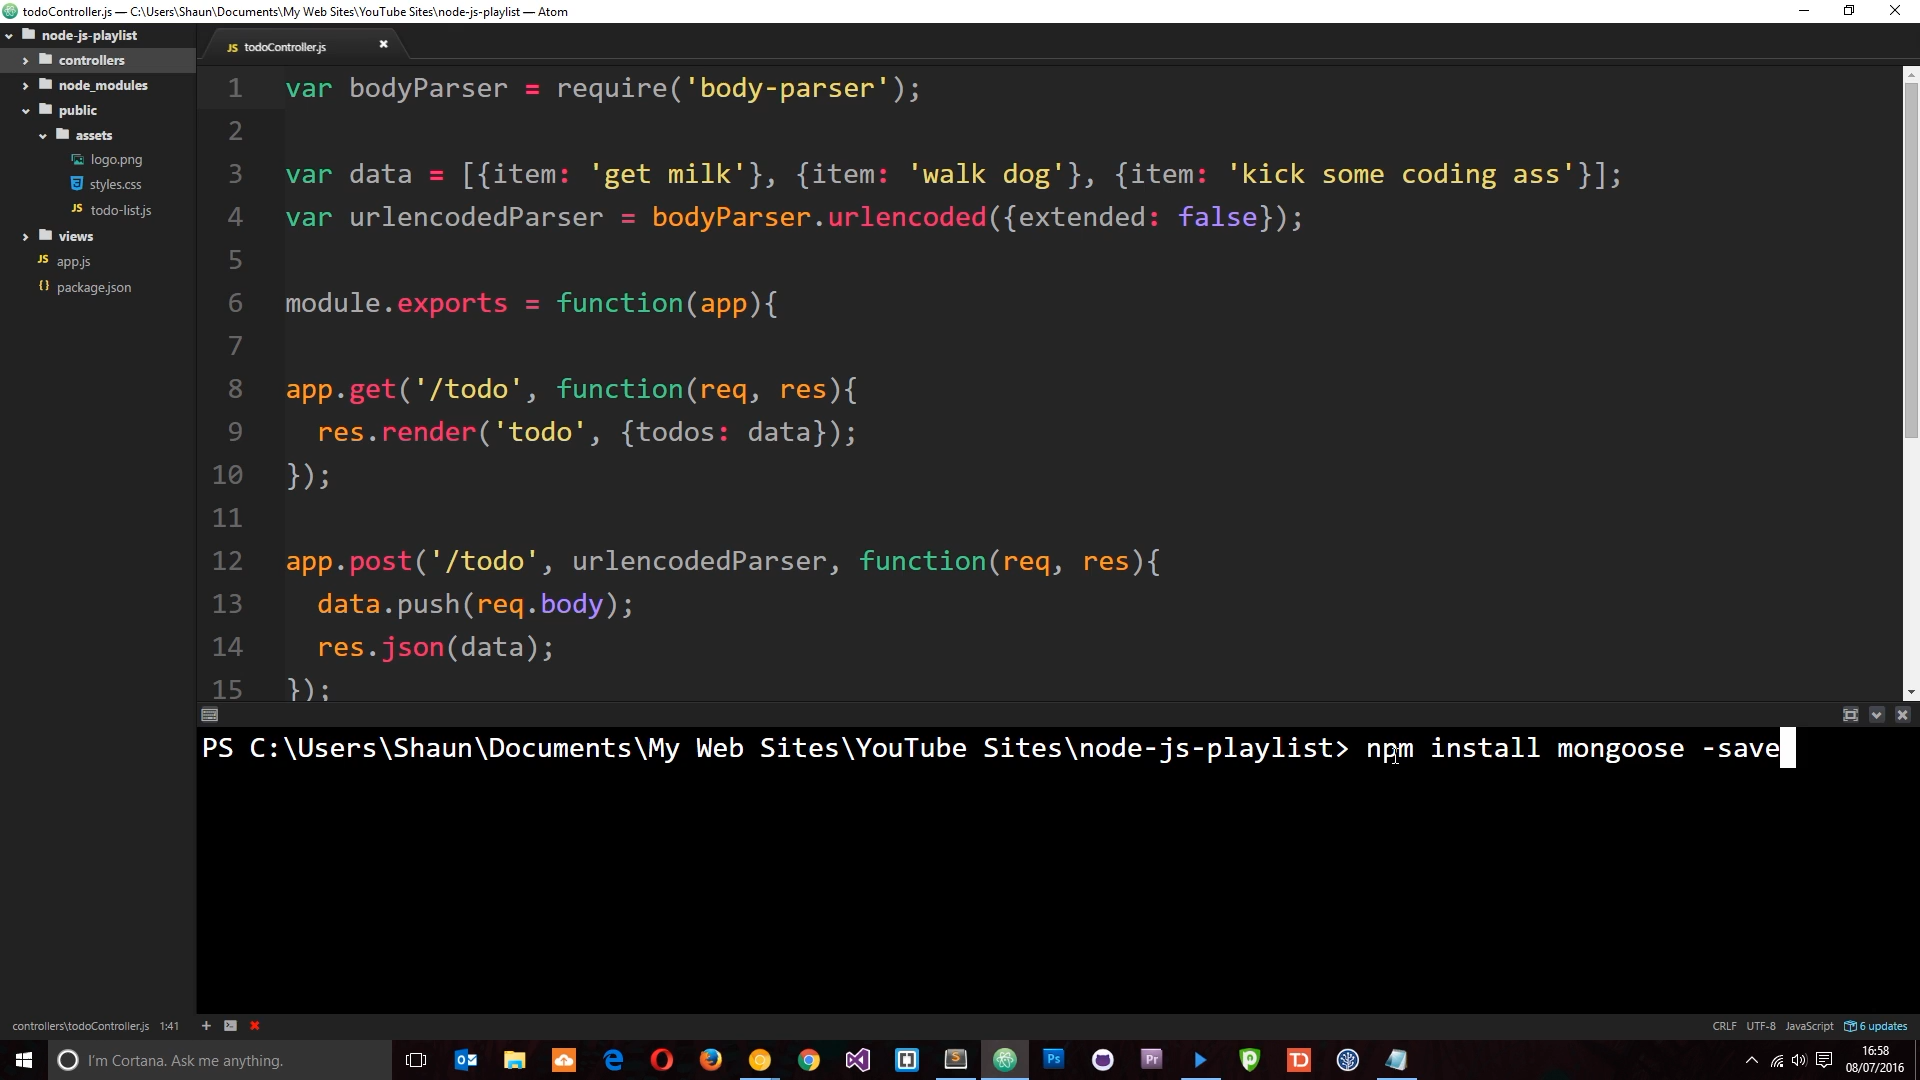 todoController.js — C:\Users\Shaun\Documents\My Web Sites\YouTube Sites\node-js-playlist — Atom
node-js-playlist
controllers
node_modules
public
assets
logo.png
styles.css
JS todo-list.js
views
JS app.js
{} package.json
JS todoController.js
1 var bodyParser = require('body-parser');
2
3 var data = [{item: 'get milk'}, {item: 'walk dog'}, {item: 'kick some coding ass'}];
4 var urlencodedParser = bodyParser.urlencoded({extended: false});
5
6 module.exports = function(app){
7
8 app.get('/todo', function(req, res){
9   res.render('todo', {todos: data});
10 });
11
12 app.post('/todo', urlencodedParser, function(req, res){
13   data.push(req.body);
14   res.json(data);
15 });
PS C:\Users\Shaun\Documents\My Web Sites\YouTube Sites\node-js-playlist> npm install mongoose -save
controllers\todoController.js 1:41
CRLF UTF-8 JavaScript 6 updates
I'm Cortana. Ask me anything.
Ps
Pr
TD
16:58
08/07/2016